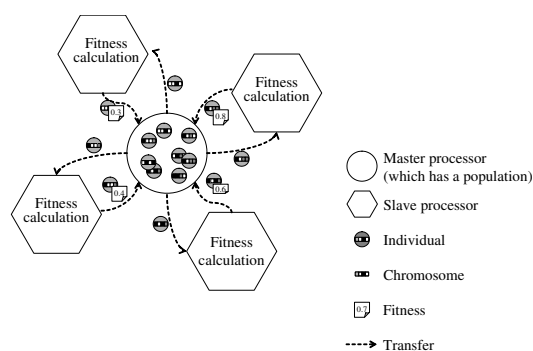 Fitness
calculation
Fitness
calculation
0.3
0.8
0.4
0.6
Fitness
calculation
Fitness
calculation
Master processor
(which has a population)
Slave processor
Individual
Chromosome
0.7
Fitness
Transfer